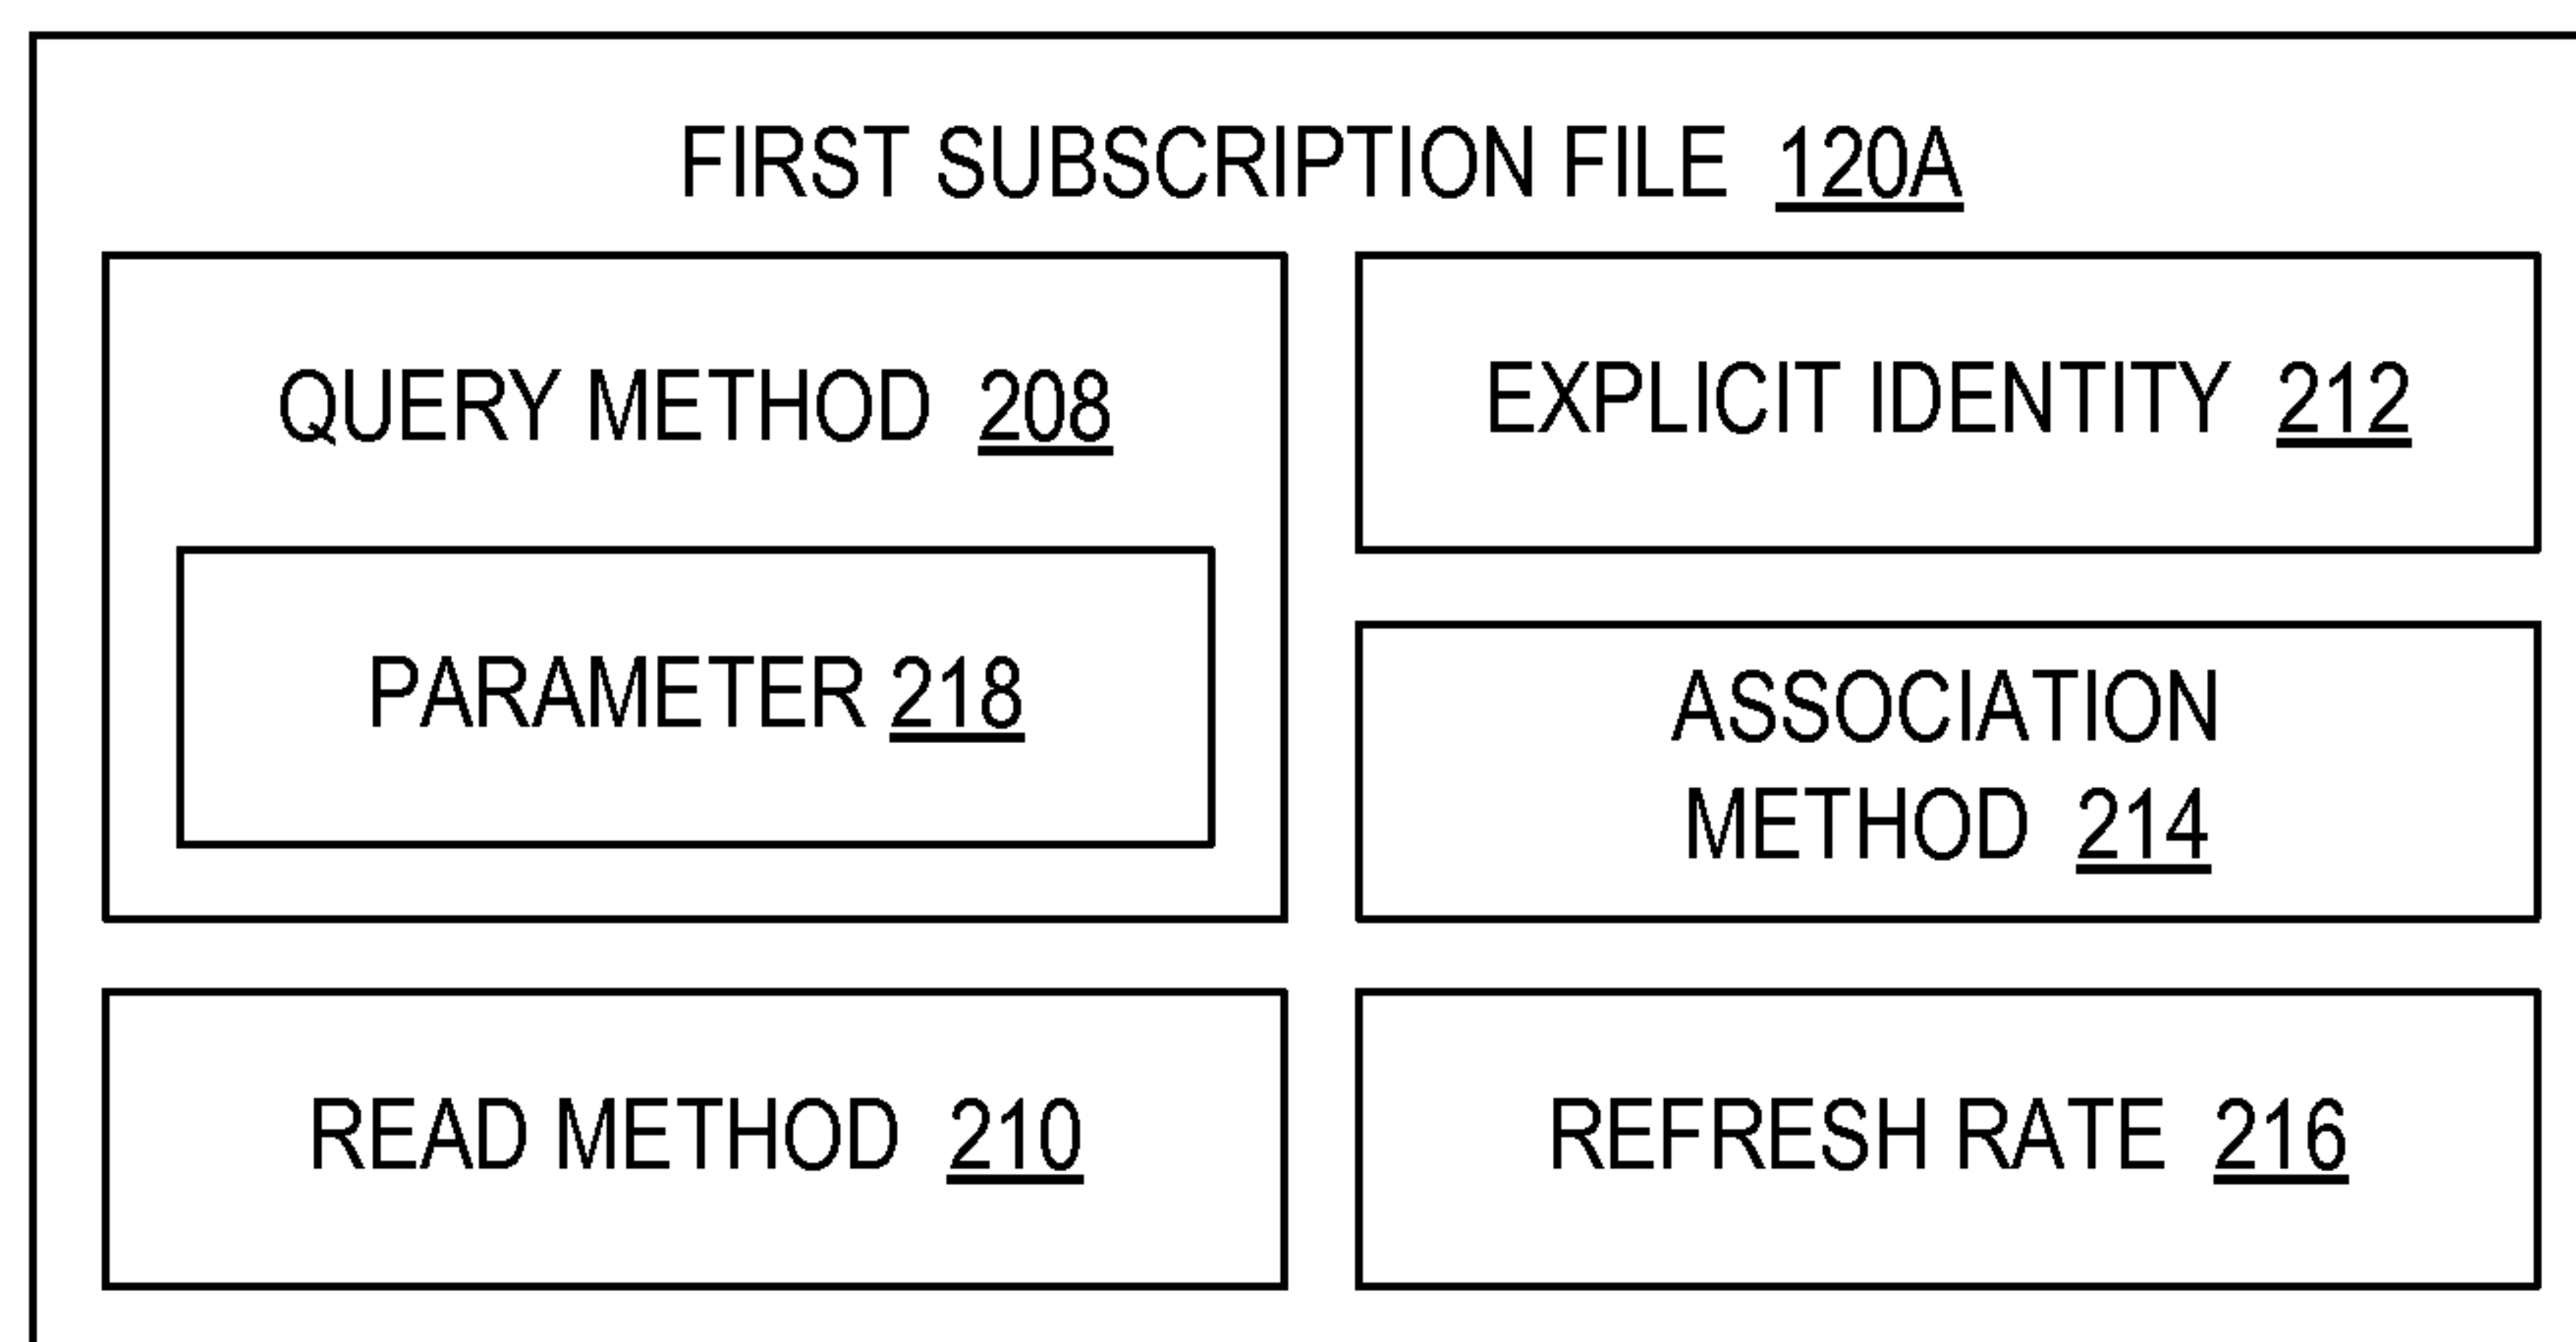 FIRST SUBSCRIPTION FILE 120A
QUERY METHOD 208
PARAMETER 218
READ METHOD 210
EXPLICIT IDENTITY 212
ASSOCIATION
METHOD 214
REFRESH RATE 216